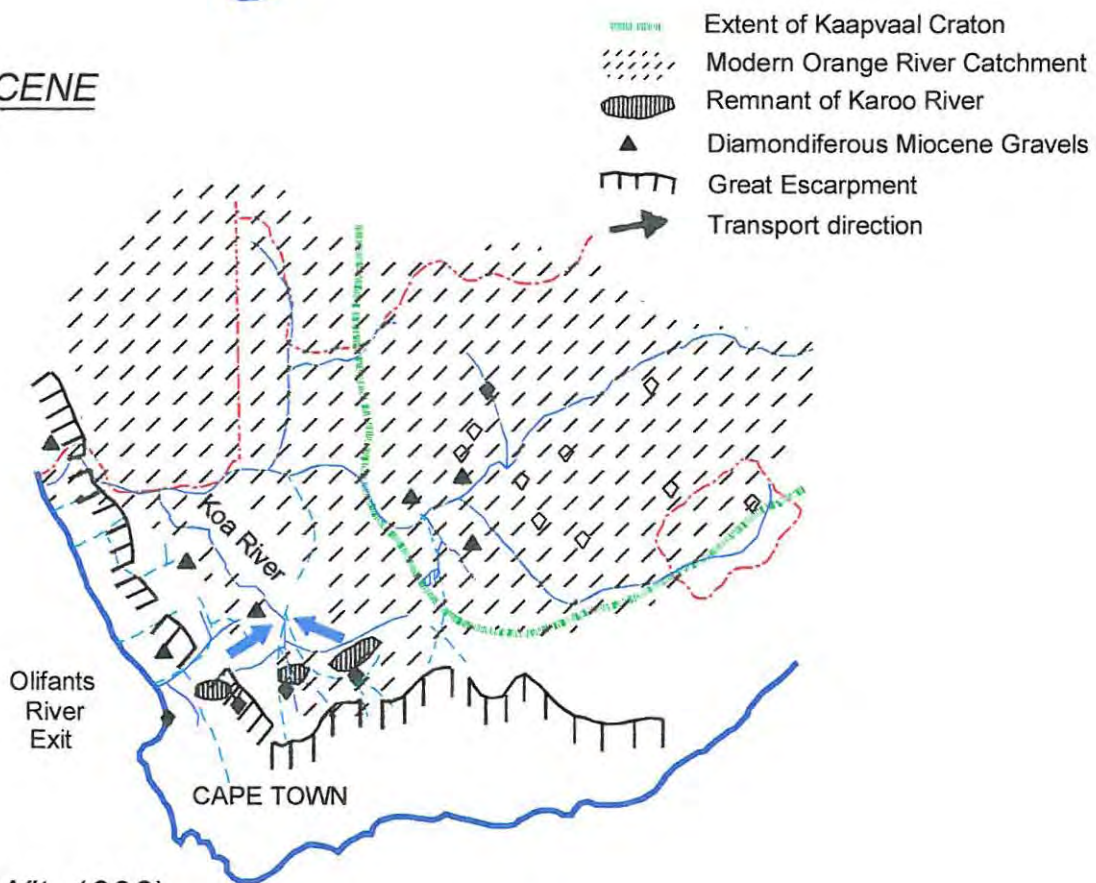 Extent of Kaapvaal Craton
Modern Orange River Catchment
CENE
Remnant of Karoo River
Diamondiferous Miocene Gravels
Great Escarpment
Transport direction
Koa River
Olifants
River
Exit
CAPE TOWN